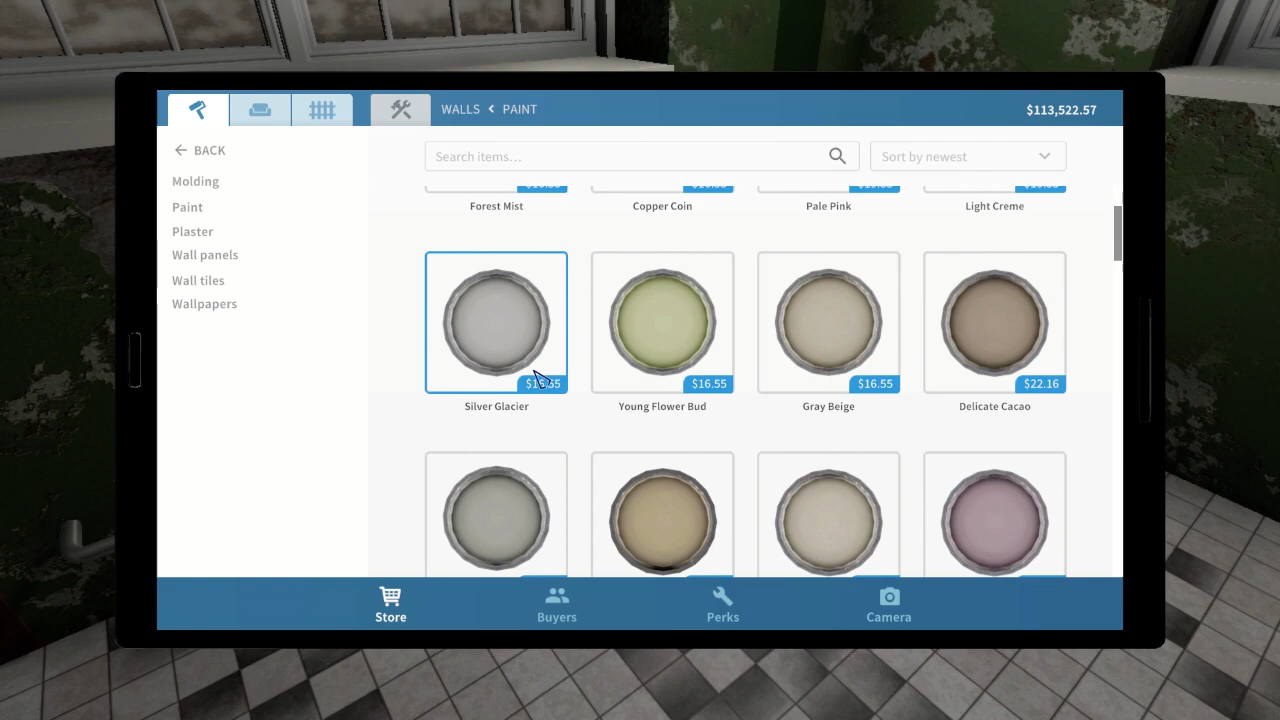 WALLS < PAINT
$113,522.57
BACK
Search items...
Sort by newest
Molding
Paint
Plaster
Wall panels
Wall tiles
Wallpapers
Forest Mist
Copper Coin
Pale Pink
Light Creme
$16.55
$16.55
$22.16
Silver Glacier
Young Flower Bud
Gray Beige
Delicate Cacao
Store
Buyers
Perks
Camera